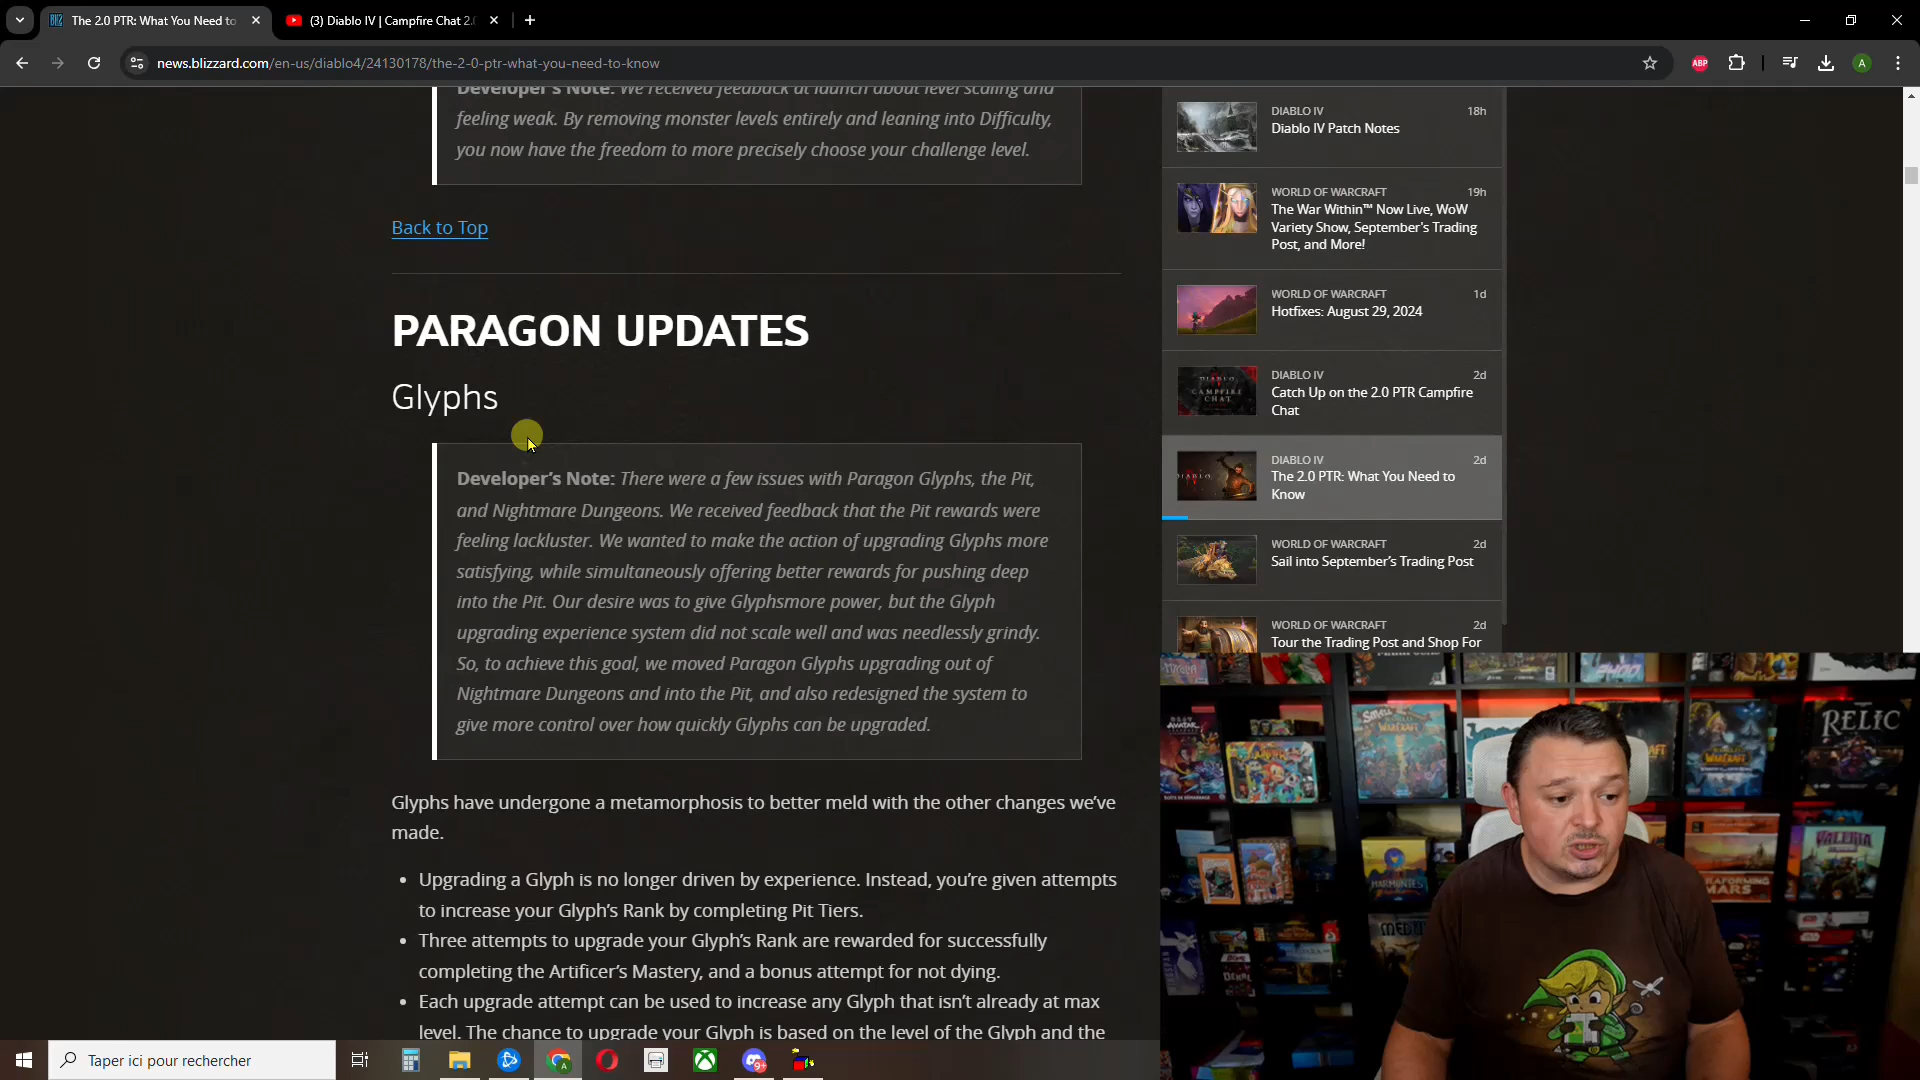 The 2.0 PTR: What You Need to
(3) Diablo IV | Campfire Chat 2.
news.blizzard.com/en-us/diablo4/24130178/the-2-0-ptr-what-you-need-to-know
ABP
A
Developer's Note: We received feedback at launch about level scaling and
feeling weak. By removing monster levels entirely and leaning into Difficulty,
you now have the freedom to more precisely choose your challenge level.
Back to Top
PARAGON UPDATES
Glyphs
Developer's Note: There were a few issues with Paragon Glyphs, the Pit,
and Nightmare Dungeons. We received feedback that the Pit rewards were
feeling lackluster. We wanted to make the action of upgrading Glyphs more
satisfying, while simultaneously offering better rewards for pushing deep
into the Pit. Our desire was to give Glyphsmore power, but the Glyph
upgrading experience system did not scale well and was needlessly grindy.
So, to achieve this goal, we moved Paragon Glyphs upgrading out of
Nightmare Dungeons and into the Pit, and also redesigned the system to
give more control over how quickly Glyphs can be upgraded.
Glyphs have undergone a metamorphosis to better meld with the other changes we've
made.
• Upgrading a Glyph is no longer driven by experience. Instead, you're given attempts
to increase your Glyph's Rank by completing Pit Tiers.
• Three attempts to upgrade your Glyph's Rank are rewarded for successfully
completing the Artificer's Mastery, and a bonus attempt for not dying.
• Each upgrade attempt can be used to increase any Glyph that isn't already at max
level. The chance to upgrade your Glyph is based on the level of the Glyph and the
DIABLO IV 18h
Diablo IV Patch Notes
WORLD OF WARCRAFT 19h
The War Within™ Now Live, WoW
Variety Show, September's Trading
Post, and More!
WORLD OF WARCRAFT 1d
Hotfixes: August 29, 2024
DIABLO IV 2d
Catch Up on the 2.0 PTR Campfire
Chat
DIABLO IV 2d
The 2.0 PTR: What You Need to
Know
WORLD OF WARCRAFT 2d
Sail into September's Trading Post
WORLD OF WARCRAFT 2d
Tour the Trading Post and Shop For
RELIC
VALERIA
HARMONIES
MARS
Taper ici pour rechercher
9+